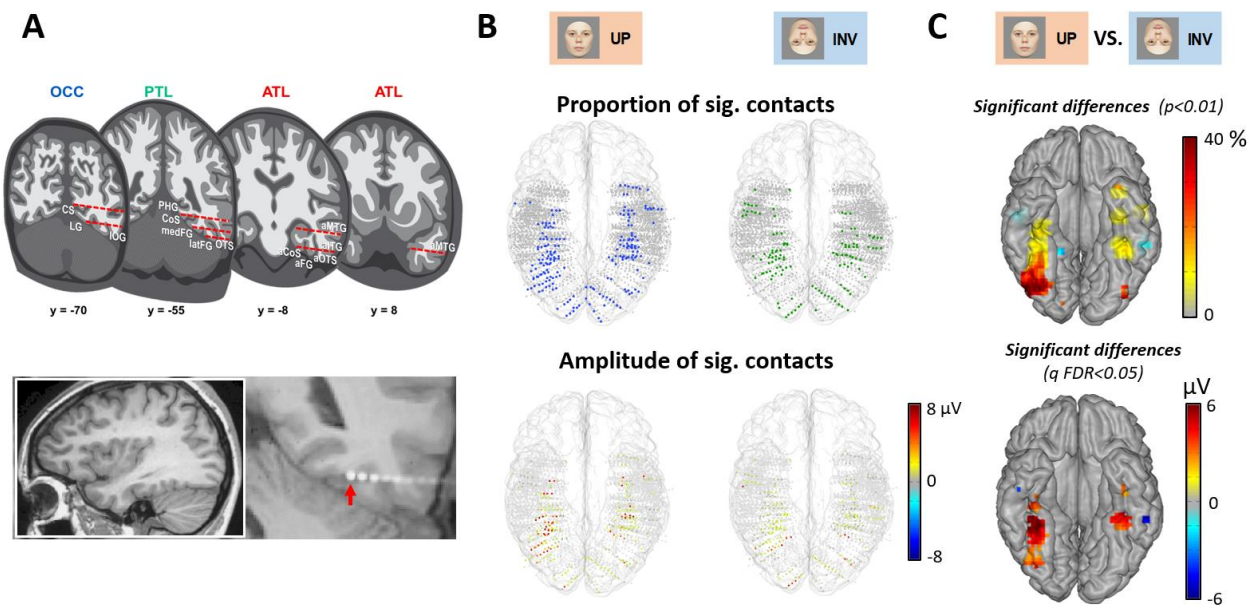 A
OCC
PTL
ATL
ATL
CS
LG
IOG
PHG
CoS
medFG
latFG
OTS
aMTG
aITG
aCoS
aOTS
aFG
aMTG
y = -70
y = -55
y = -8
y = 8
B
UP
INV
Proportion of sig. contacts
Amplitude of sig. contacts
8 µV
0
-8
C
UP
VS.
INV
Significant differences (p<0.01)
40 %
0
Significant differences
(q FDR<0.05)
µV
6
0
-6